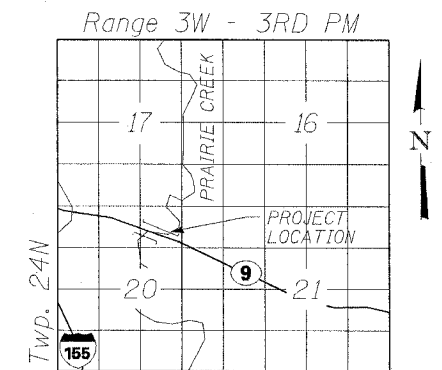 Range 3W - 3RD PM
17
16
PRAIRIE CREEK
N
PROJECT
LOCATION
Twp. 24N
9
20
21
155